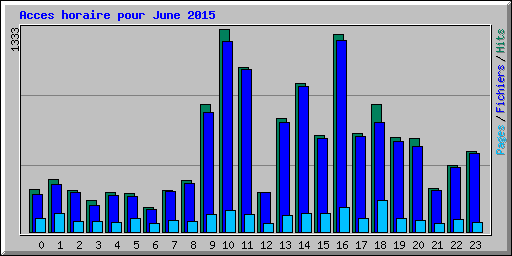 Acces horaire pour June 2015
1333
Pages / Fichiers / Hits
0 1 2 3 4 5 6 7 8 9 10 11 12 13 14 15 16 17 18 19 20 21 22 23